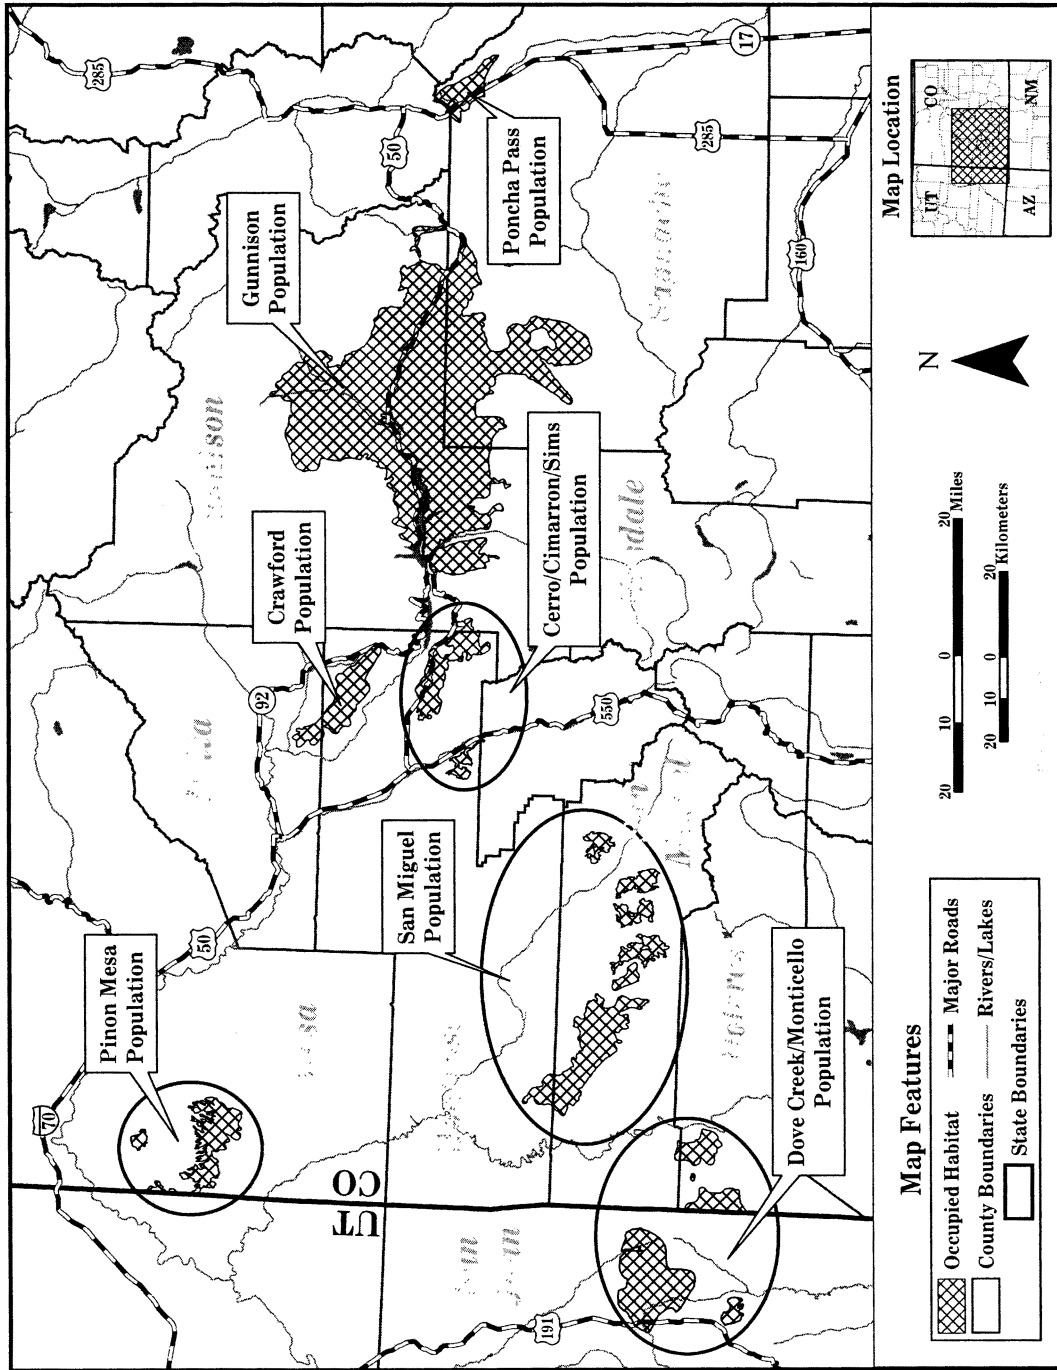 285
17
Poncha Pass
Population
50
285
160
Gunnison
Population
Crawford
Population
Cerro/Cimarron/Sims
Population
92
550
San Miguel
Population
Pinon Mesa
Population
50
70
UT
CO
Dove Creek/Monticello
Population
191
Map Features
Occupied Habitat
Major Roads
County Boundaries
Rivers/Lakes
State Boundaries
20
10
0
20
Miles
20
10
0
20
Kilometers
N
Map Location
UT
CO
AZ
NM